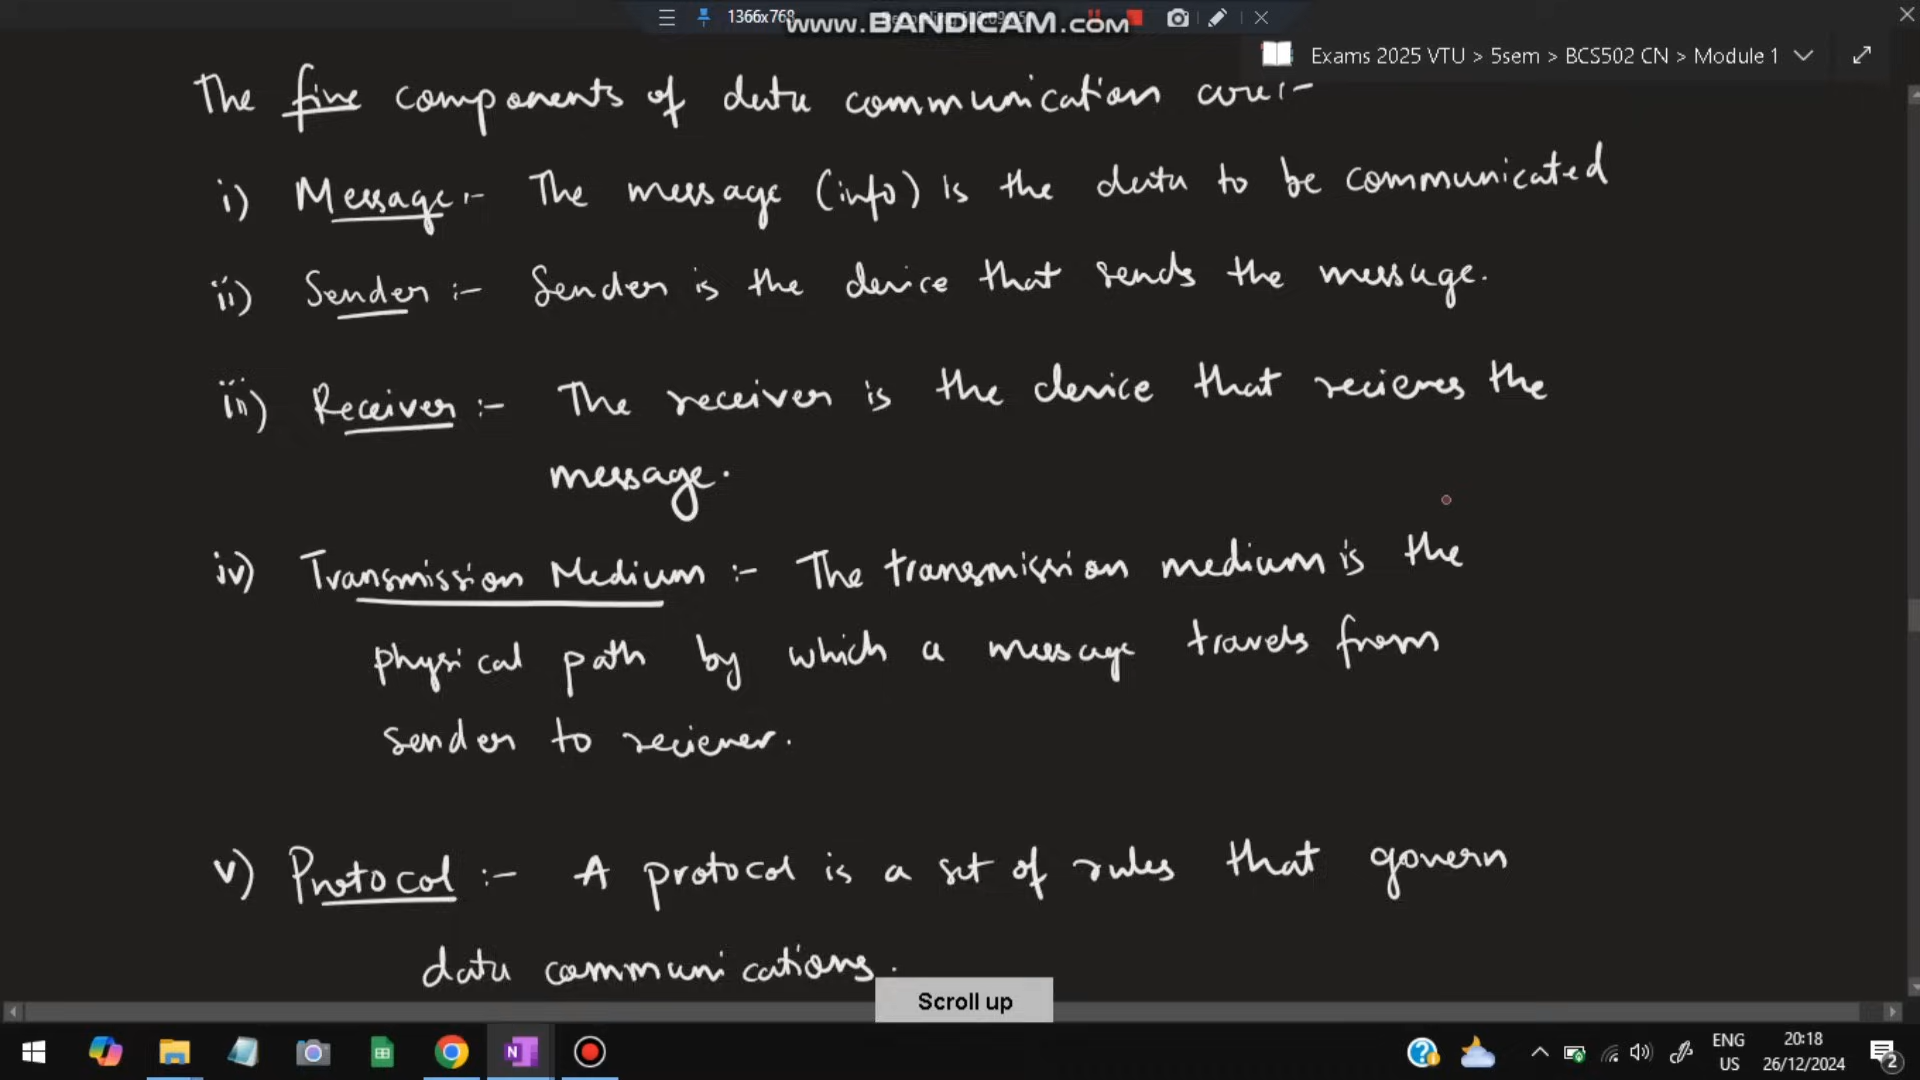 1366x768
www.BANDICAM.com
Exams 2025 VTU > 5sem > BCS502 CN > Module 1
The five components of data communication are:-
i) Message:- The message (info) is the data to be communicated
ii) Sender :- Sender is the device that sends the message.
iii) Receiver :- The receiver is the device that recieves the
message.
iv) Transmission Medium :- The transmission medium is the
physical path by which a message travels from
sender to reciever.
v) Protocol :- A protocol is a set of rules that govern
data communications.
Scroll up
ENG
US
20:18
26/12/2024
2